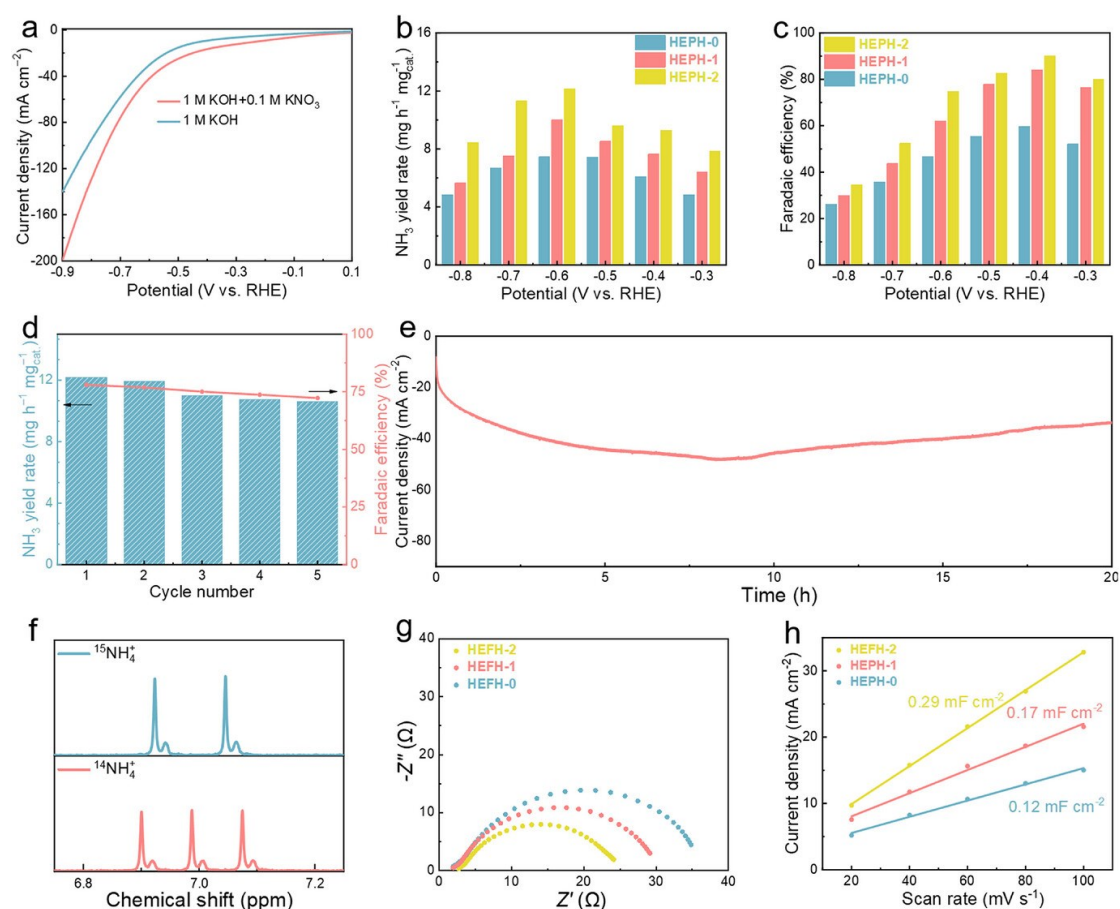 a
0
-40
-80
-120
-160
-200
Current density (mA cm⁻²)
1 M KOH+0.1 M KNO₃
1 M KOH
-0.9 -0.7 -0.5 -0.3 -0.1 0.1
Potential (V vs. RHE)
b
16
12
8
4
0
NH₃ yield rate (mg h⁻¹ mg⁻¹cat.)
HEPH-0
HEPH-1
HEPH-2
-0.8 -0.7 -0.6 -0.5 -0.4 -0.3
Potential (V vs. RHE)
c
100
80
60
40
20
0
Faradaic efficiency (%)
HEPH-2
HEPH-1
HEPH-0
-0.8 -0.7 -0.6 -0.5 -0.4 -0.3
Potential (V vs. RHE)
d
12
8
4
0
NH₃ yield rate (mg h⁻¹ mg⁻¹cat.)
100
75
50
25
0
Faradaic efficiency (%)
1 2 3 4 5
Cycle number
e
0
-20
-40
-60
-80
Current density (mA cm⁻²)
0 5 10 15 20
Time (h)
f
¹⁵NH₄⁺
¹⁴NH₄⁺
6.8 7.0 7.2
Chemical shift (ppm)
g
40
30
20
10
0
-Z″ (Ω)
HEFH-2
HEFH-1
HEFH-0
0 10 20 30 40
Z′ (Ω)
h
30
20
10
0
Current density (mA cm⁻²)
HEFH-2
HEPH-1
HEPH-0
0.29 mF cm⁻²
0.17 mF cm⁻²
0.12 mF cm⁻²
20 40 60 80 100
Scan rate (mV s⁻¹)